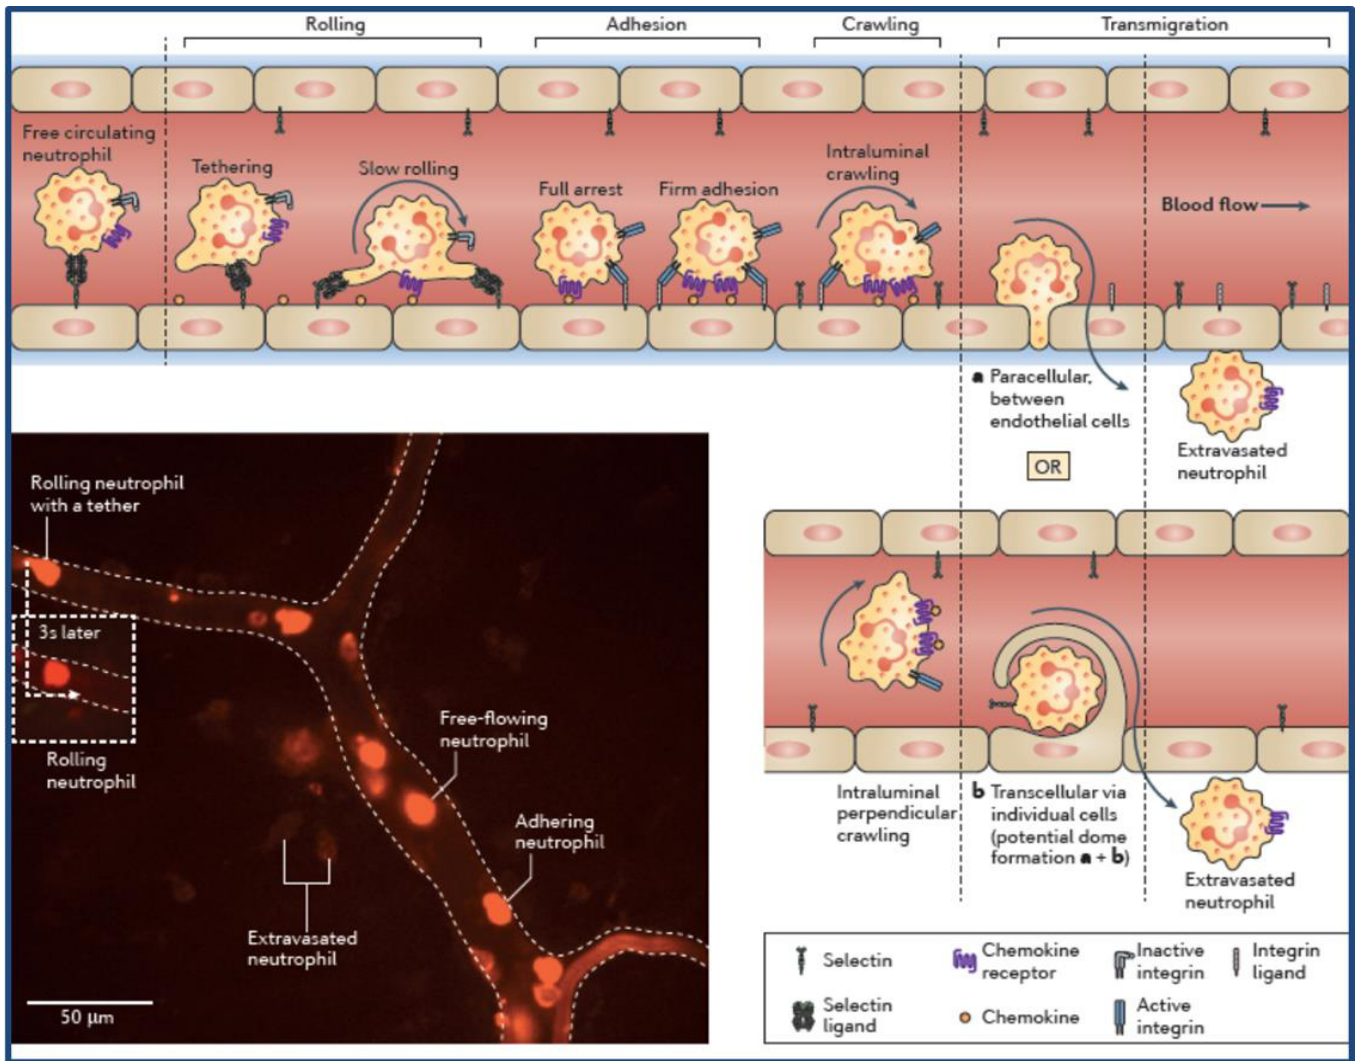 Rolling
Adhesion
Crawling
Transmigration
Free circulating
neutrophil
Tethering
Slow rolling
Full arrest
Firm adhesion
Intraluminal
crawling
Blood flow
a Paracellular,
between
endothelial cells
OR
Extravasated
neutrophil
Rolling neutrophil
with a tether
3s later
Rolling
neutrophil
Free-flowing
neutrophil
Adhering
neutrophil
Extravasated
neutrophil
50 µm
Intraluminal
perpendicular
crawling
b Transcellular via
individual cells
(potential dome
formation a + b)
Extravasated
neutrophil
Selectin
Chemokine
receptor
Inactive
integrin
Integrin
ligand
Selectin
ligand
Chemokine
Active
integrin